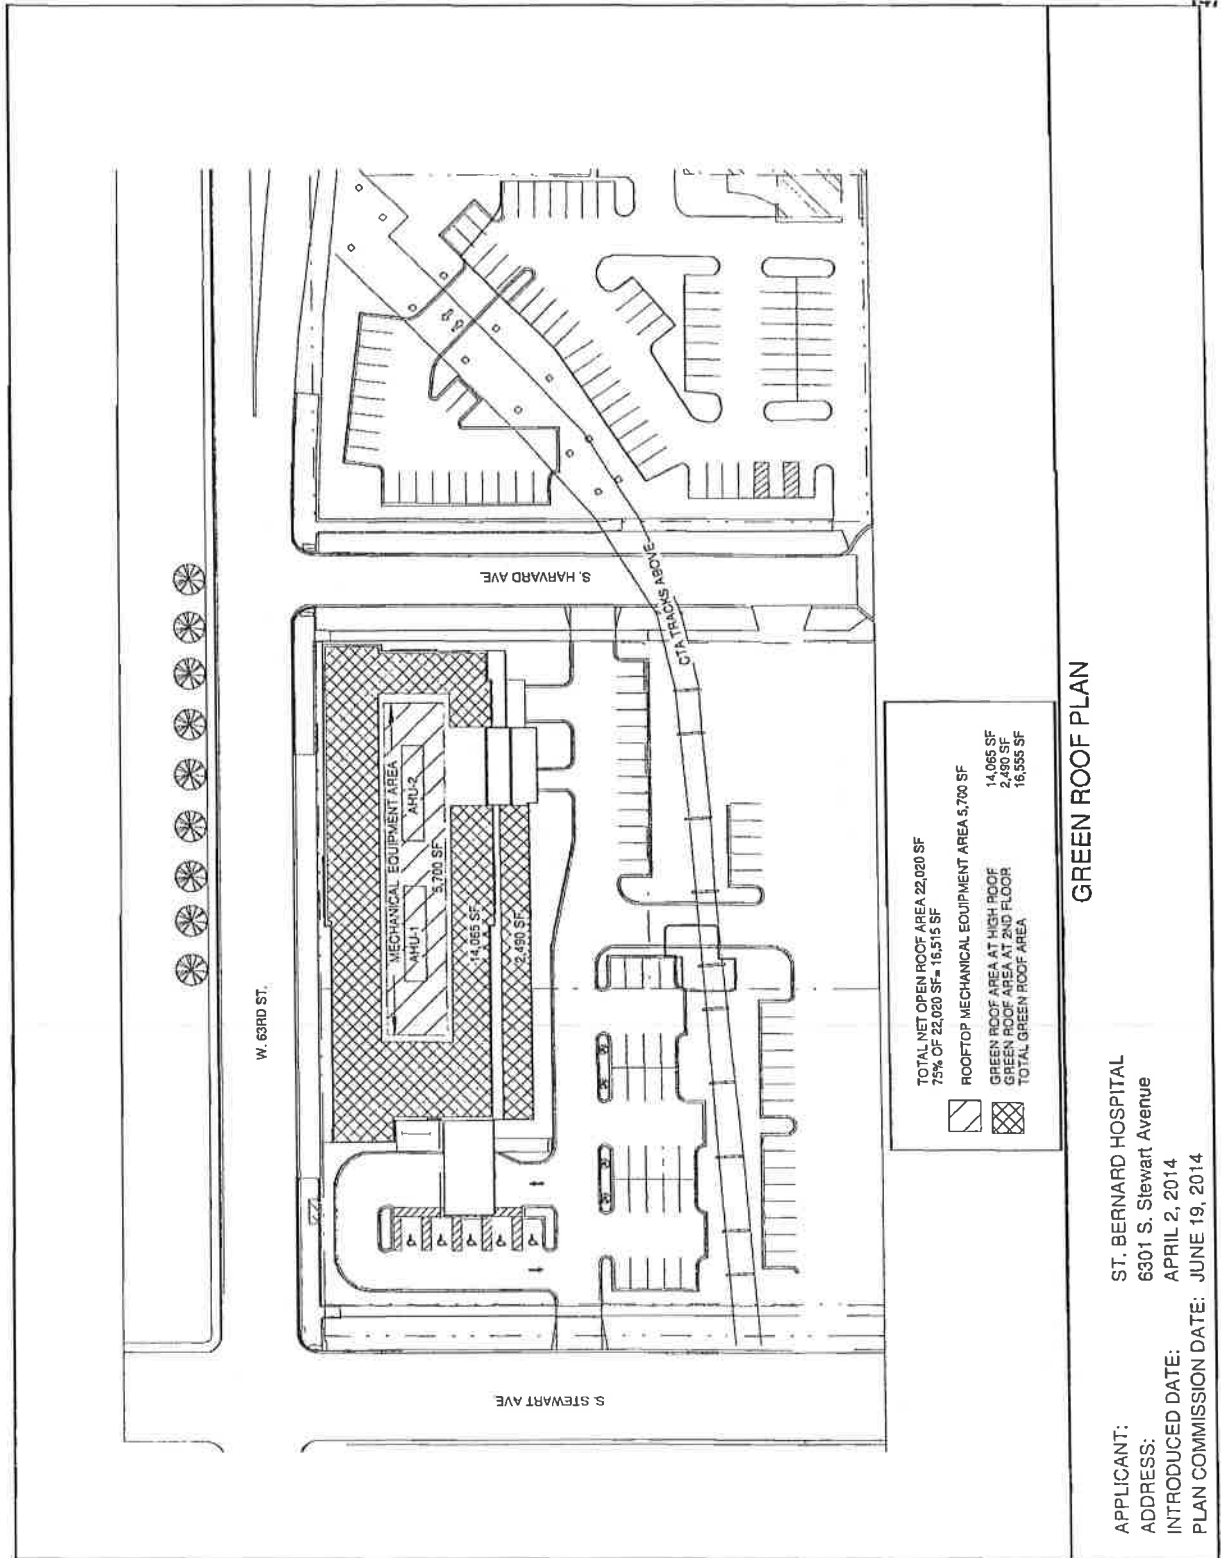 W. 63RD ST.
S. HARVARD AVE.
S. STEWART AVE.
CTA TRACKS ABOVE
MECHANICAL EQUIPMENT AREA
AHU-1
AHU-2
5,700 SF
14,065 SF
2,490 SF
TOTAL NET OPEN ROOF AREA 22,020 SF
75% OF 22,020 SF= 16,515 SF
ROOFTOP MECHANICAL EQUIPMENT AREA 5,700 SF
GREEN ROOF AREA AT HIGH ROOF 14,065 SF
GREEN ROOF AREA AT 2ND FLOOR 2,490 SF
TOTAL GREEN ROOF AREA 16,555 SF
GREEN ROOF PLAN
APPLICANT: ST. BERNARD HOSPITAL
ADDRESS: 6301 S. Stewart Avenue
INTRODUCED DATE: APRIL 2, 2014
PLAN COMMISSION DATE: JUNE 19, 2014